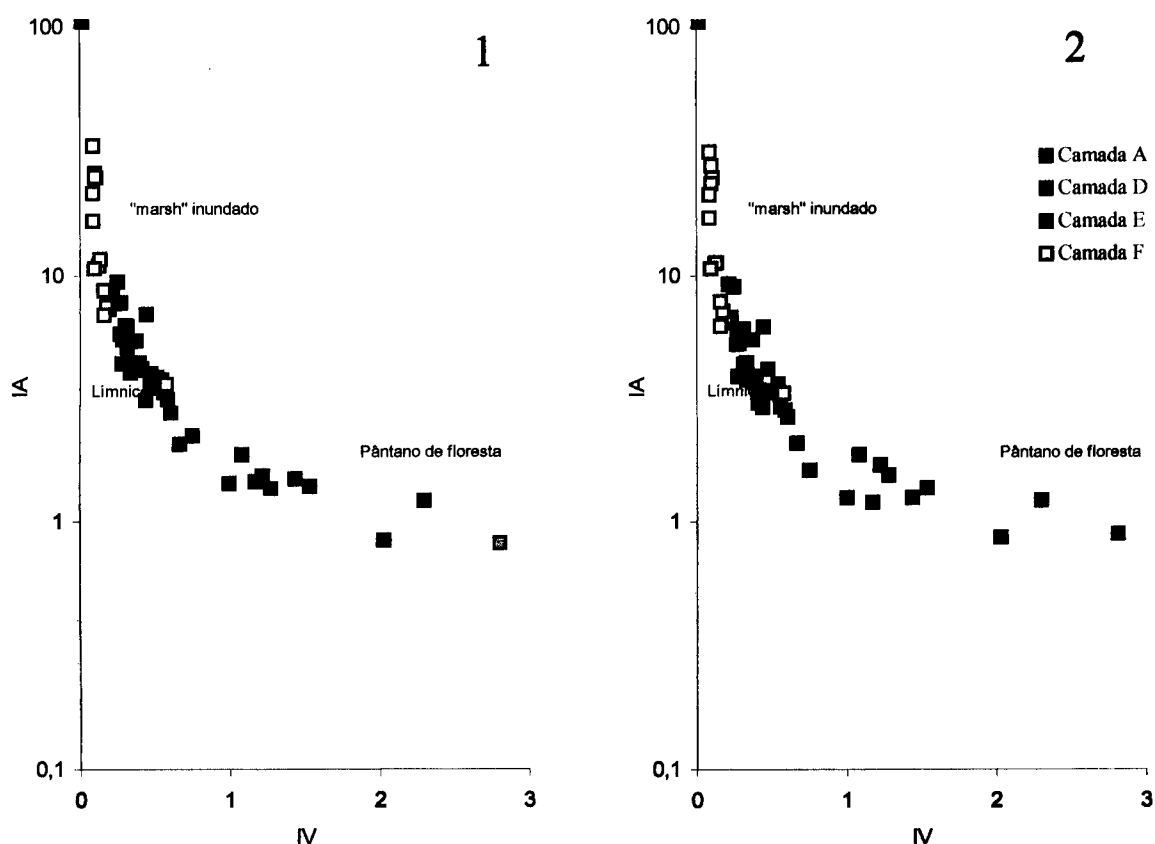 1
100
10
1
0,1
IA
"marsh" inundado
Límnic
Pântano de floresta
0
1
2
3
IV
2
100
10
1
0,1
IA
Camada A
Camada D
Camada E
Camada F
"marsh" inundado
Límnic
Pântano de floresta
0
1
2
3
IV